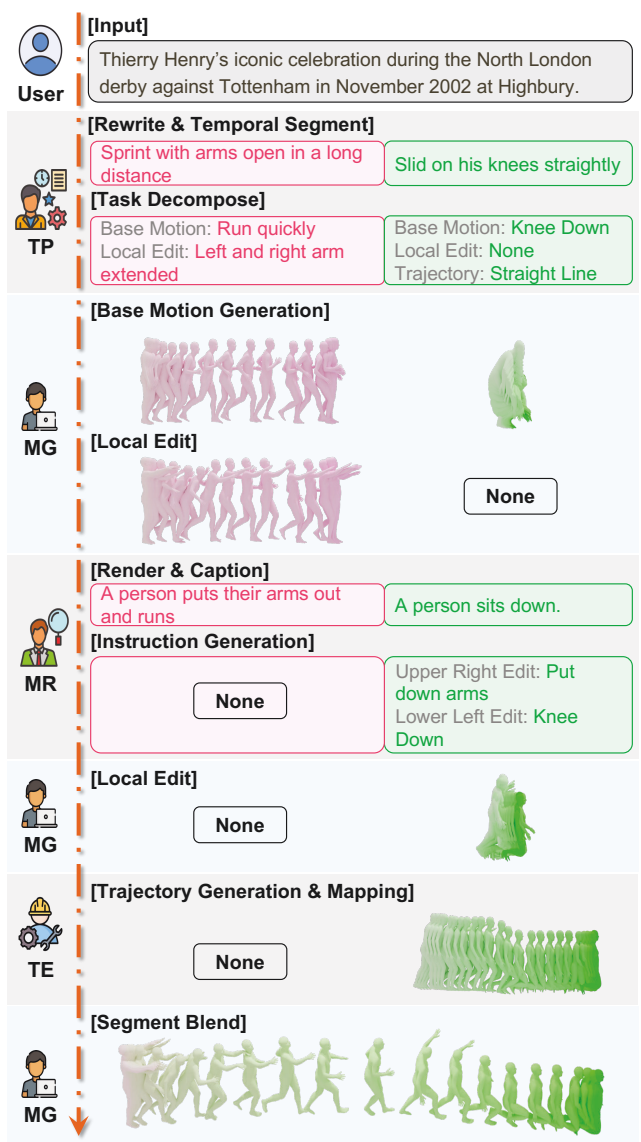 [Input]
Thierry Henry's iconic celebration during the North London
derby against Tottenham in November 2002 at Highbury.
User
[Rewrite & Temporal Segment]
Sprint with arms open in a long
distance
Slid on his knees straightly
[Task Decompose]
Base Motion: Run quickly
Local Edit: Left and right arm
extended
Base Motion: Knee Down
Local Edit: None
Trajectory: Straight Line
TP
[Base Motion Generation]
MG
[Local Edit]
None
[Render & Caption]
A person puts their arms out
and runs
A person sits down.
[Instruction Generation]
None
Upper Right Edit: Put
down arms
Lower Left Edit: Knee
Down
MR
[Local Edit]
None
MG
[Trajectory Generation & Mapping]
None
TE
[Segment Blend]
MG